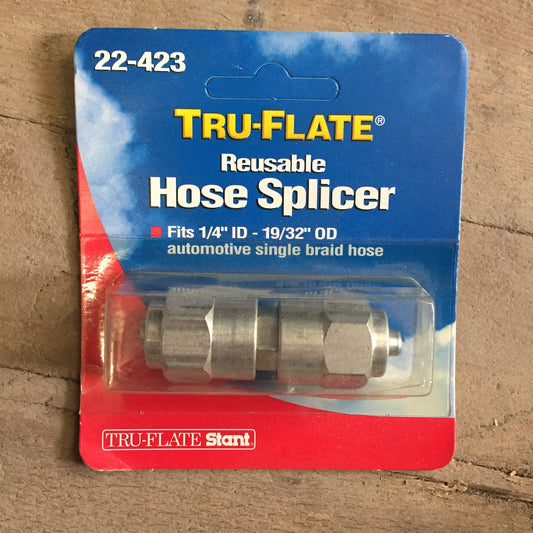 22-423
TRU-FLATE®
Reusable
Hose Splicer
Fits 1/4" ID - 19/32" OD
automotive single braid hose
TRU-FLATE Stant